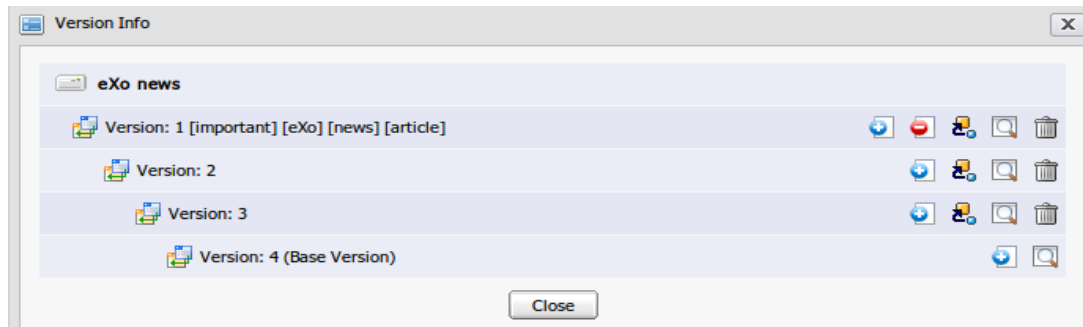 Version Info
eXo news
Version: 1 [important] [eXo] [news] [article]
Version: 2
Version: 3
Version: 4 (Base Version)
Close